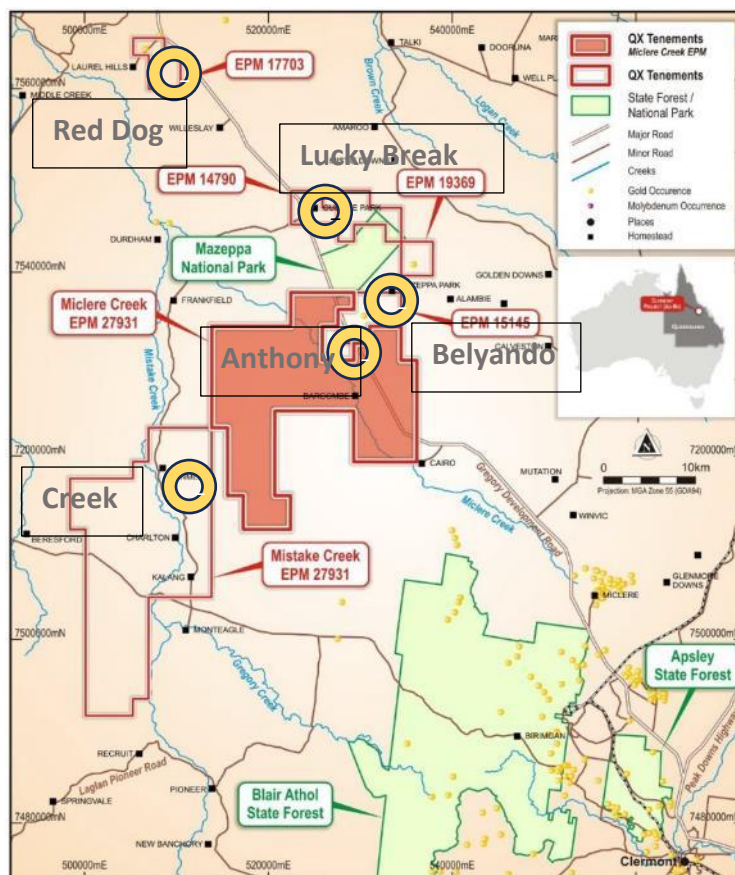 500000mE
520000mE
540000mE
7560000mN
7540000mN
7200000mN
7500000mN
7480000mN
7200000mN
7500600mN
7480000mN
500000mE
520000mE
540000mE
LAUREL HILLS
MIDDLE CREEK
EPM 17703
TALKI
DOORUNA
WELL PL
Brown Creek
Logan Creek
Red Dog
WILLESLAY
AMAROO
Lucky Break
EPM 14790
EPM 19369
DURDHAM
Mazeppa
National Park
GOLDEN DOWNS
ALAMBIE
FRANKFIELD
Miclere Creek
EPM 27931
EPM 15145
Mistake Creek
Anthony
Belyando
BARCOMBE
CAIRO
MUTATION
WINVIC
Gregory Development Road
Miclere Creek
Creek
BERESFORD
CHARLTON
KALANG
Mistake Creek
EPM 27931
MONTEAGLE
Gregory Creek
MICLERE
GLENMORE
DOWNS
Apsley
State Forest
BIRIMGAN
Peak Downs Highway
RECRUIT
Laglan Pioneer Road
SPRINGVALE
PIONEER
Blair Athol
State Forest
NEW BANCHORY
Clermont
QX Tenements
Miclere Creek EPM
QX Tenements
State Forest /
National Park
Major Road
Minor Road
Creeks
Gold Occurence
Molybdenum Occurrence
Places
Homestead
QUEENSLAND
0
10km
Projection: MGA Zone 55 (GDA94)